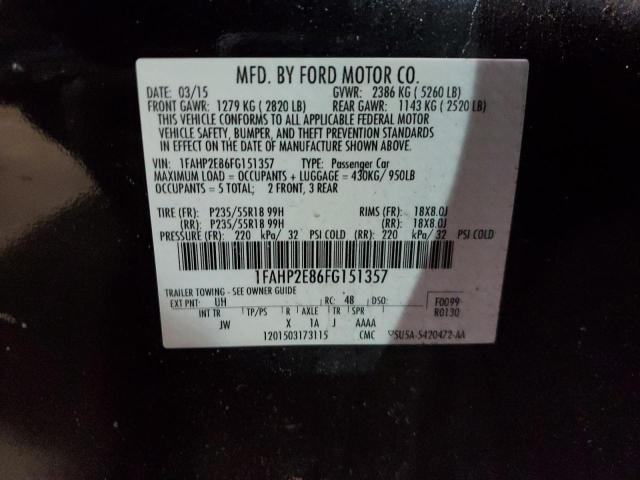 MFD. BY FORD MOTOR CO.
DATE: 03/15 GVWR: 2386 KG ( 5260 LB)
FRONT GAWR: 1279 KG ( 2820 LB) REAR GAWR: 1143 KG ( 2520 LB)
THIS VEHICLE CONFORMS TO ALL APPLICABLE FEDERAL MOTOR
VEHICLE SAFETY, BUMPER, AND THEFT PREVENTION STANDARDS
IN EFFECT ON THE DATE OF MANUFACTURE SHOWN ABOVE.
VIN: 1FAHP2E86FG151357 TYPE: Passenger Car
MAXIMUM LOAD = OCCUPANTS + LUGGAGE = 430KG/ 950LB
OCCUPANTS = 5 TOTAL; 2 FRONT, 3 REAR
TIRE (FR): P235/55R18 99H RIMS (FR): 18X8.0J
(RR): P235/55R18 99H (RR): 18X8.0J
PRESSURE (FR): 220 kPa/ 32 PSI COLD (RR): 220 kPa/ 32 PSI COLD
1FAHP2E86FG151357
TRAILER TOWING - SEE OWNER GUIDE F0099
EXT PNT: UH RC: 48 DSO: R0130
INT TR TP/PS R AXLE TR SPR
JW X 1A J AAAA
1201503173115 CMC 5U5A-5420472-AA